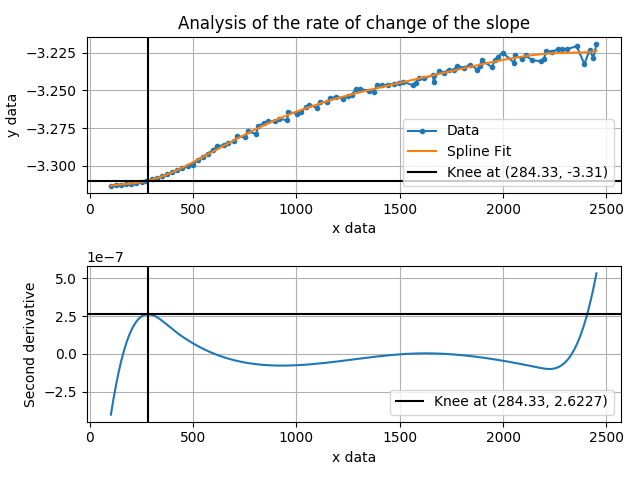 Analysis of the rate of change of the slope
−3.225
−3.250
−3.275
−3.300
y data
Data
Spline Fit
Knee at (284.33, -3.31)
0
500
1000
1500
2000
2500
x data
1e−7
5.0
2.5
0.0
−2.5
Second derivative
Knee at (284.33, 2.6227)
0
500
1000
1500
2000
2500
x data